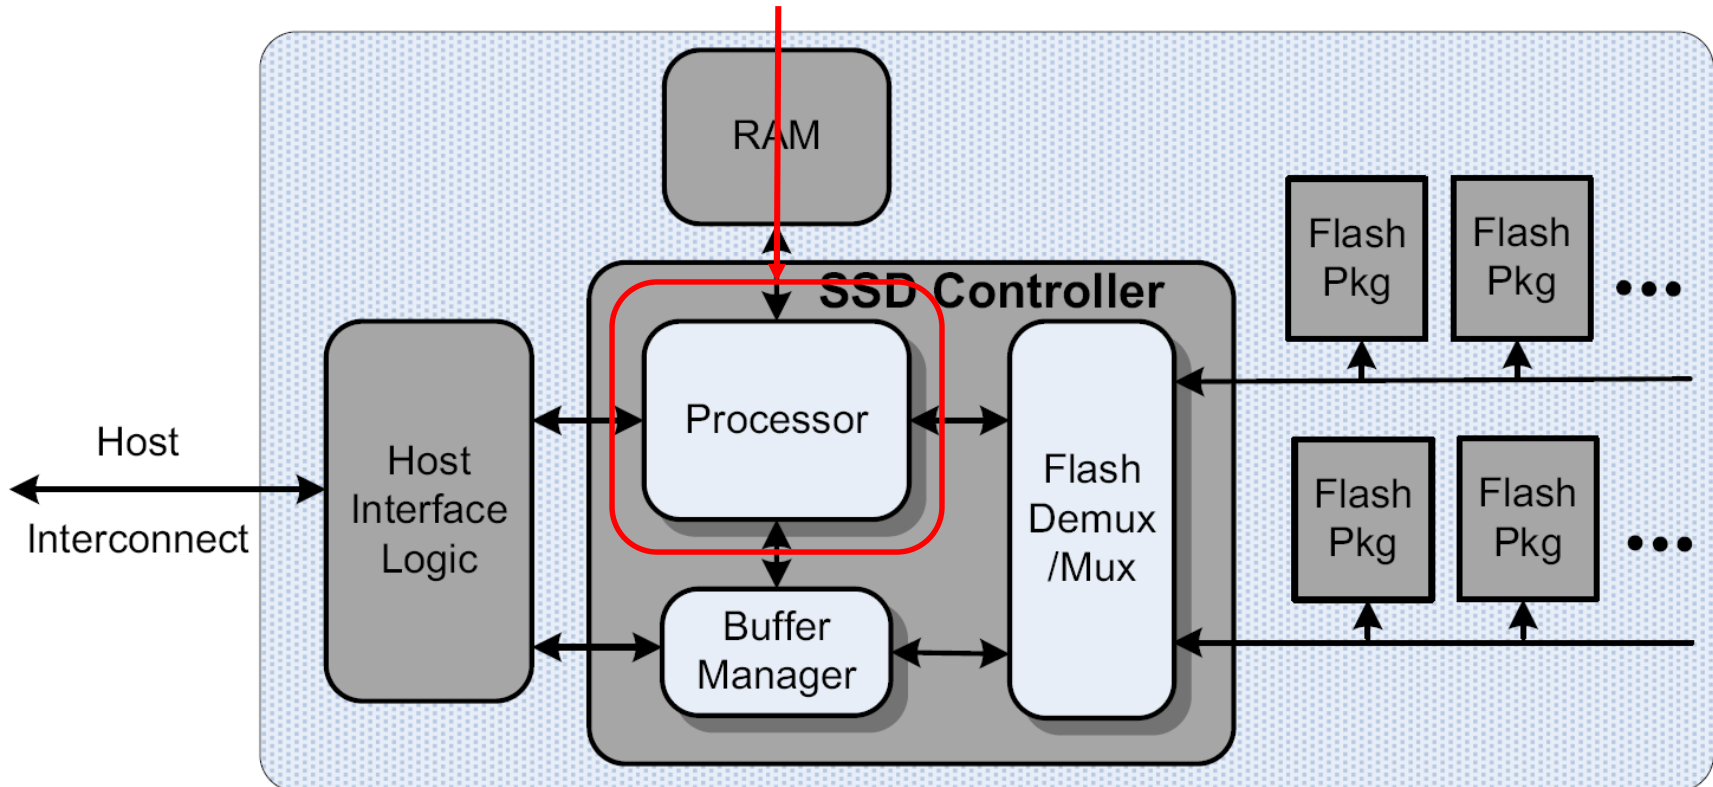 RAM
SSD Controller
Processor
Host
Interconnect
Host
Interface
Logic
Buffer
Manager
Flash
Demux
/Mux
Flash
Pkg
Flash
Pkg
Flash
Pkg
Flash
Pkg